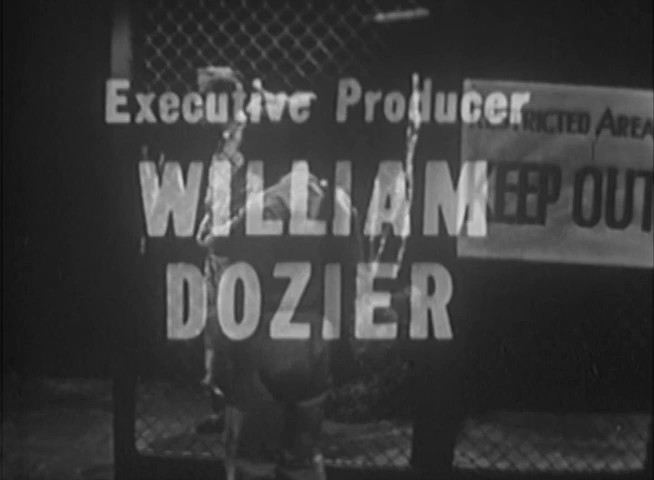 Executive Producer
WILLIAM
DOZIER
RESTRICTED AREA
KEEP OUT